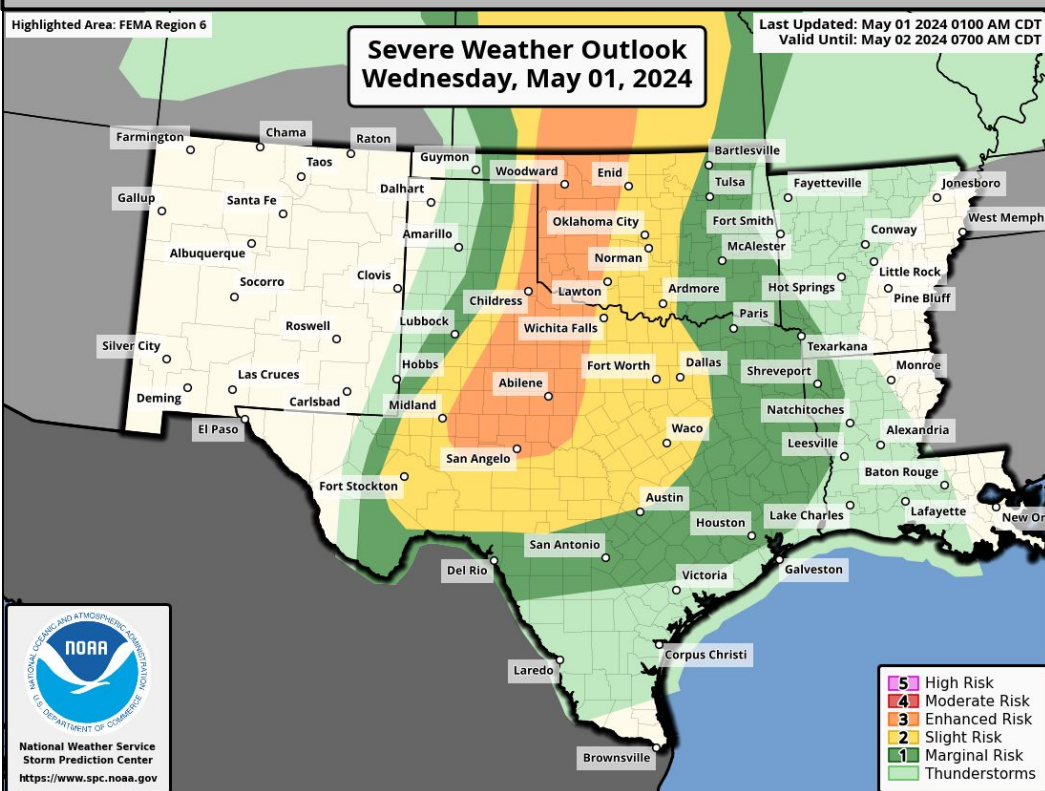 Highlighted Area: FEMA Region 6
Severe Weather Outlook
Wednesday, May 01, 2024
Last Updated: May 01 2024 0100 AM CDT
Valid Until: May 02 2024 0700 AM CDT
Farmington
Chama
Raton
Taos
Guymon
Woodward
Enid
Bartlesville
Tulsa
Fayetteville
Jonesboro
Gallup
Santa Fe
Dalhart
Oklahoma City
Fort Smith
West Memph
Albuquerque
Amarillo
Norman
McAlester
Conway
Little Rock
Socorro
Clovis
Childress
Lawton
Ardmore
Hot Springs
Pine Bluff
Roswell
Lubbock
Wichita Falls
Paris
Texarkana
Silver City
Las Cruces
Hobbs
Abilene
Fort Worth
Dallas
Shreveport
Monroe
Deming
Carlsbad
Midland
Natchitoches
El Paso
San Angelo
Waco
Leesville
Alexandria
Fort Stockton
Austin
Baton Rouge
Houston
Lake Charles
Lafayette
New Or
San Antonio
Del Rio
Victoria
Galveston
Laredo
Corpus Christi
Brownsville
NATIONAL OCEANIC AND ATMOSPHERIC ADMINISTRATION
NOAA
U.S. DEPARTMENT OF COMMERCE
National Weather Service
Storm Prediction Center
https://www.spc.noaa.gov
5 High Risk
4 Moderate Risk
3 Enhanced Risk
2 Slight Risk
1 Marginal Risk
Thunderstorms